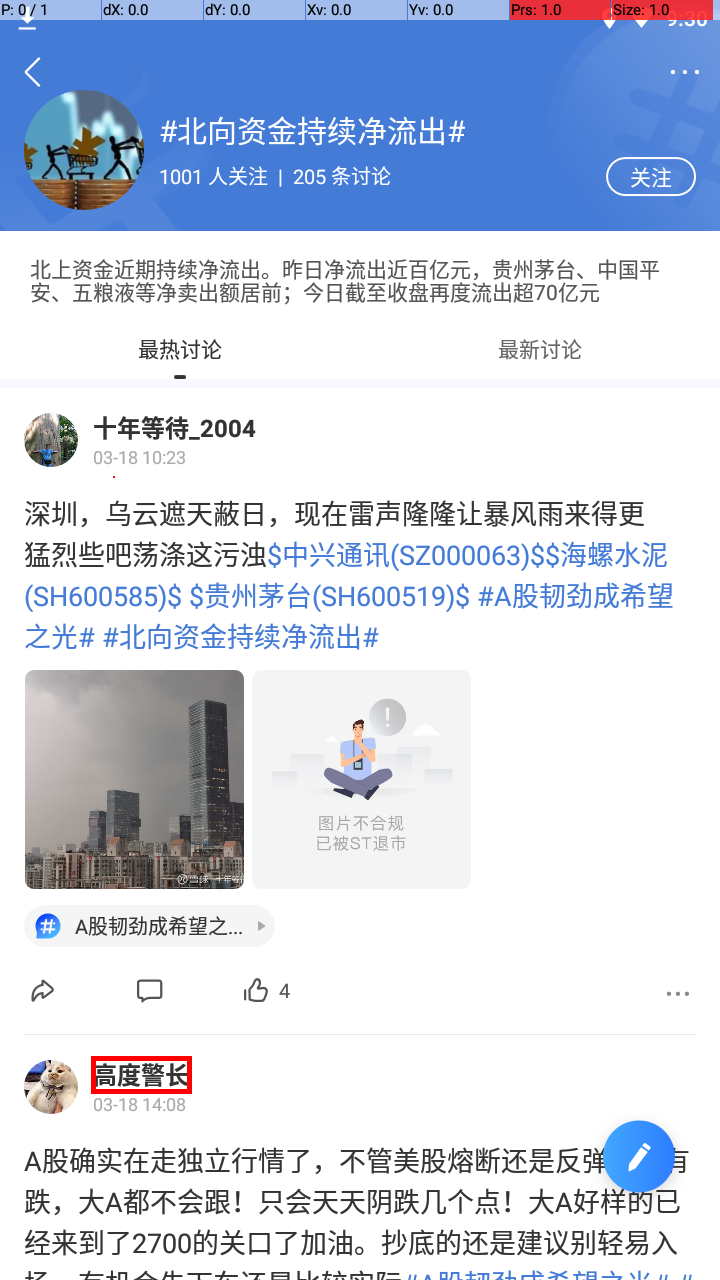 P: 0 / 1
dX: 0.0
dY: 0.0
Xv: 0.0
Yv: 0.0
Prs: 1.0
Size: 1.0
9:30
#北向资金持续净流出#
1001 人关注 | 205 条讨论
关注
北上资金近期持续净流出。昨日净流出近百亿元，贵州茅台、中国平
安、五粮液等净卖出额居前；今日截至收盘再度流出超70亿元
最热讨论
最新讨论
十年等待_2004
03-18 10:23
深圳，乌云遮天蔽日，现在雷声隆隆让暴风雨来得更
猛烈些吧荡涤这污浊$中兴通讯(SZ000063)$$海螺水泥
(SH600585)$ $贵州茅台(SH600519)$ #A股韧劲成希望
之光# #北向资金持续净流出#
图片不合规
已被ST退市
A股韧劲成希望之...
4
高度警长
03-18 14:08
A股确实在走独立行情了，不管美股熔断还是反弹 有
跌，大A都不会跟！只会天天阴跌几个点！大A好样的已
经来到了2700的关口了加油。抄底的还是建议别轻易入